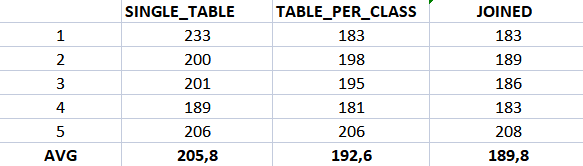 SINGLE_TABLE TABLE_PER_CLASS JOINED
1 233 183 183
2 200 198 189
3 201 195 186
4 189 181 183
5 206 206 208
AVG 205,8 192,6 189,8